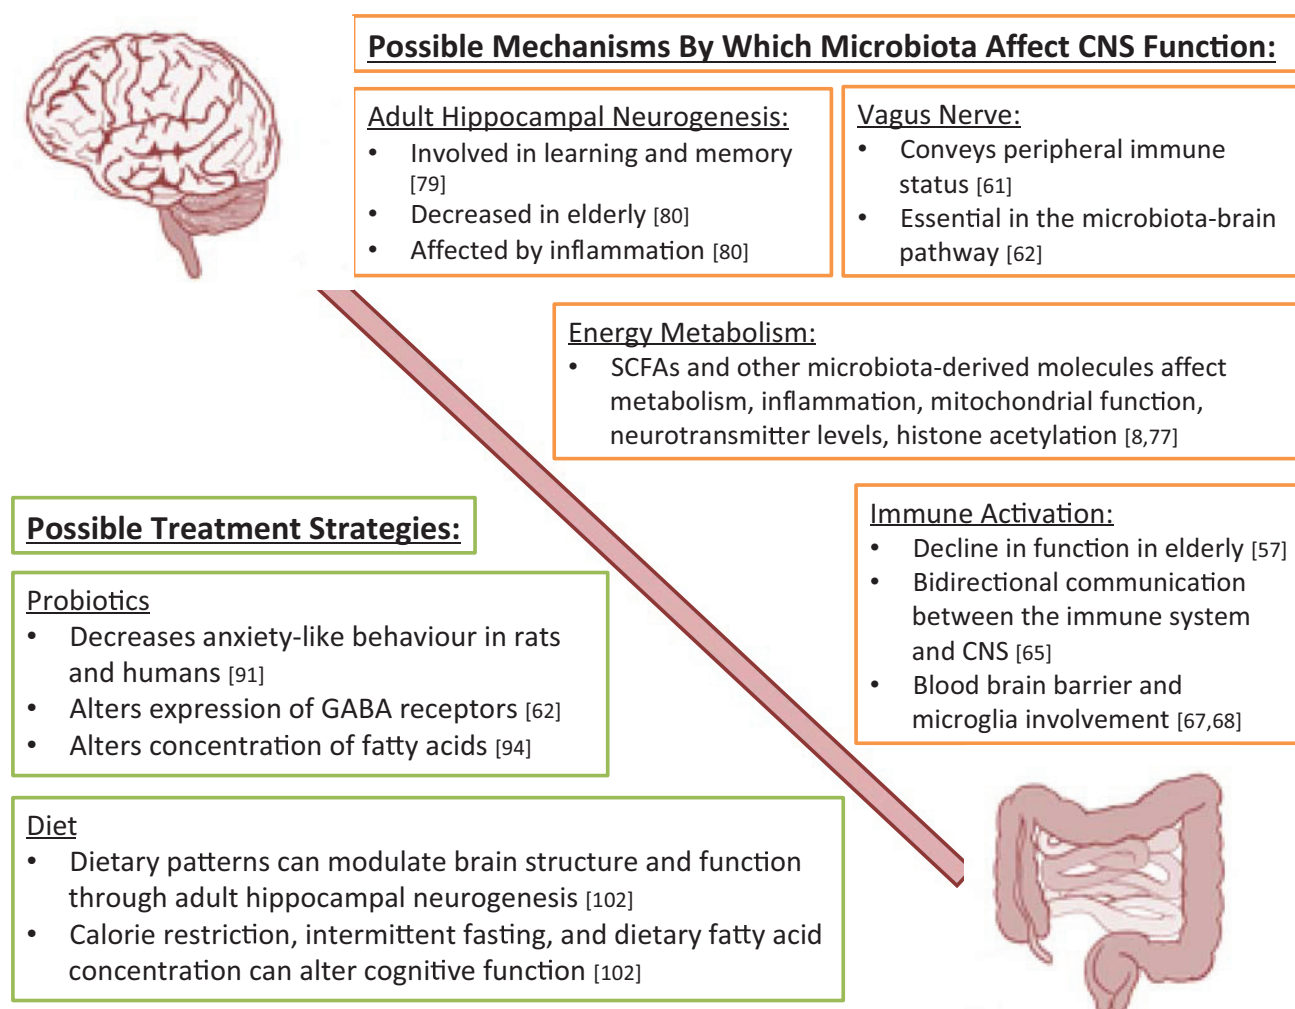 Possible Mechanisms By Which Microbiota Affect CNS Function:
Adult Hippocampal Neurogenesis:
• Involved in learning and memory
[79]
• Decreased in elderly [80]
• Affected by inflammation [80]
Vagus Nerve:
• Conveys peripheral immune
status [61]
• Essential in the microbiota-brain
pathway [62]
Energy Metabolism:
• SCFAs and other microbiota-derived molecules affect
metabolism, inflammation, mitochondrial function,
neurotransmitter levels, histone acetylation [8,77]
Immune Activation:
• Decline in function in elderly [57]
• Bidirectional communication
between the immune system
and CNS [65]
• Blood brain barrier and
microglia involvement [67,68]
Possible Treatment Strategies:
Probiotics
• Decreases anxiety-like behaviour in rats
and humans [91]
• Alters expression of GABA receptors [62]
• Alters concentration of fatty acids [94]
Diet
• Dietary patterns can modulate brain structure and function
through adult hippocampal neurogenesis [102]
• Calorie restriction, intermittent fasting, and dietary fatty acid
concentration can alter cognitive function [102]